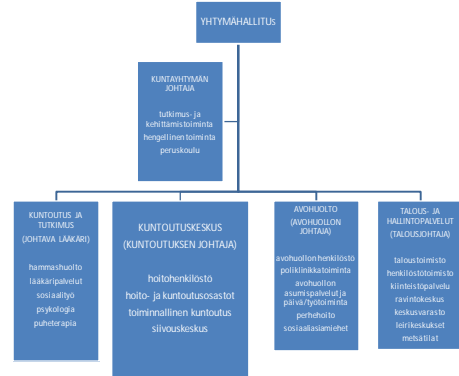 YHTYMÄHALLITUS
KUNTAYHTYMÄN
JOHTAJA
tutkimus- ja
kehittämistoiminta
hengellinen toiminta
peruskoulu
KUNTOUTUS JA
TUTKIMUS
(JOHTAVA LÄÄKÄRI)
hammashuolto
lääkäripalvelut
sosiaalityö
psykologia
puheterapia
KUNTOUTUSKESKUS
(KUNTOUTUKSEN JOHTAJA)
hoitohenkilöstö
hoito- ja kuntoutusosastot
toiminnallinen kuntoutus
siivouskeskus
AVOHUOLTO
(AVOHUOLLON
JOHTAJA)
avohuollon henkilöstö
poliklinikkatoiminta
avohuollon
asumispalvelut ja
päivä/työtoiminta
perhehoito
sosiaaliasiamiehet
TALOUS- JA
HALLINTOPALVELUT
(TALOUSJOHTAJA)
taloustoimisto
henkilöstötoimisto
kiinteistöpalvelu
ravintokeskus
keskusvarasto
leirikeskukset
metsätilat